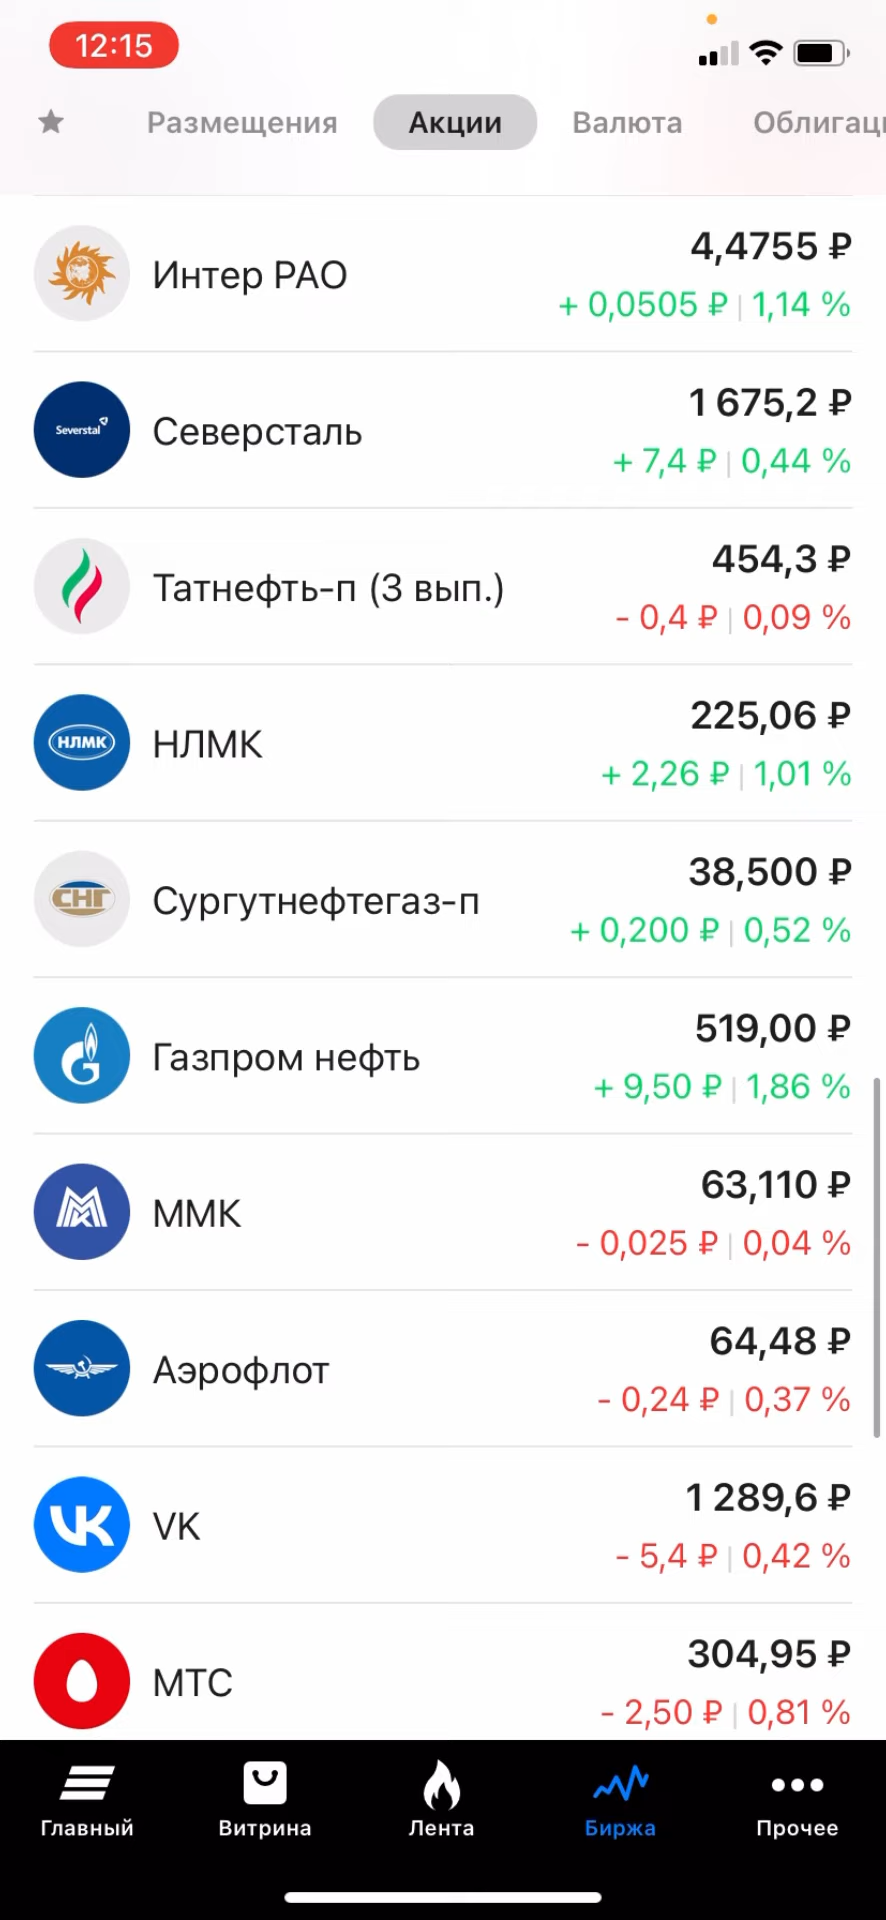 12:15
Размещения Акции Валюта Облигаци
Интер РАО
4,4755 ₽
+ 0,0505 ₽ | 1,14 %
Severstal
Северсталь
1 675,2 ₽
+ 7,4 ₽ | 0,44 %
Татнефть-п (3 вып.)
454,3 ₽
- 0,4 ₽ | 0,09 %
НЛМК
НЛМК
225,06 ₽
+ 2,26 ₽ | 1,01 %
СНГ
Сургутнефтегаз-п
38,500 ₽
+ 0,200 ₽ | 0,52 %
Газпром нефть
519,00 ₽
+ 9,50 ₽ | 1,86 %
ММК
63,110 ₽
- 0,025 ₽ | 0,04 %
Аэрофлот
64,48 ₽
- 0,24 ₽ | 0,37 %
VK
VK
1 289,6 ₽
- 5,4 ₽ | 0,42 %
МТС
304,95 ₽
- 2,50 ₽ | 0,81 %
Главный Витрина Лента Биржа Прочее